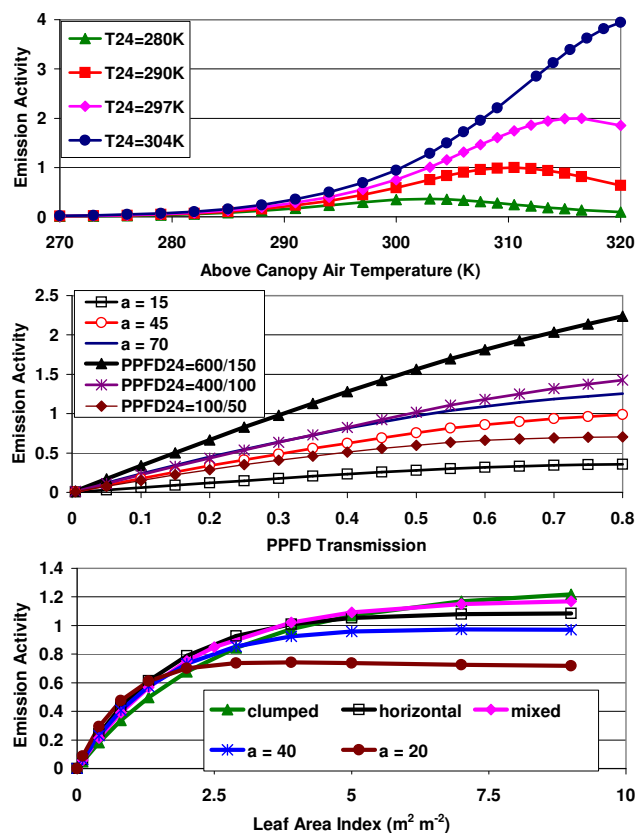 4
3
2
1
0
Emission Activity
T24=280K
T24=290K
T24=297K
T24=304K
270 280 290 300 310 320
Above Canopy Air Temperature (K)
2.5
2
1.5
1
0.5
0
Emission Activity
a = 15
a = 45
a = 70
PPFD24=600/150
PPFD24=400/100
PPFD24=100/50
0 0.1 0.2 0.3 0.4 0.5 0.6 0.7 0.8
PPFD Transmission
1.4
1.2
1
0.8
0.6
0.4
0.2
0
Emission Activity
clumped horizontal mixed
a = 40 a = 20
0 2.5 5 7.5 10
Leaf Area Index (m² m⁻²)